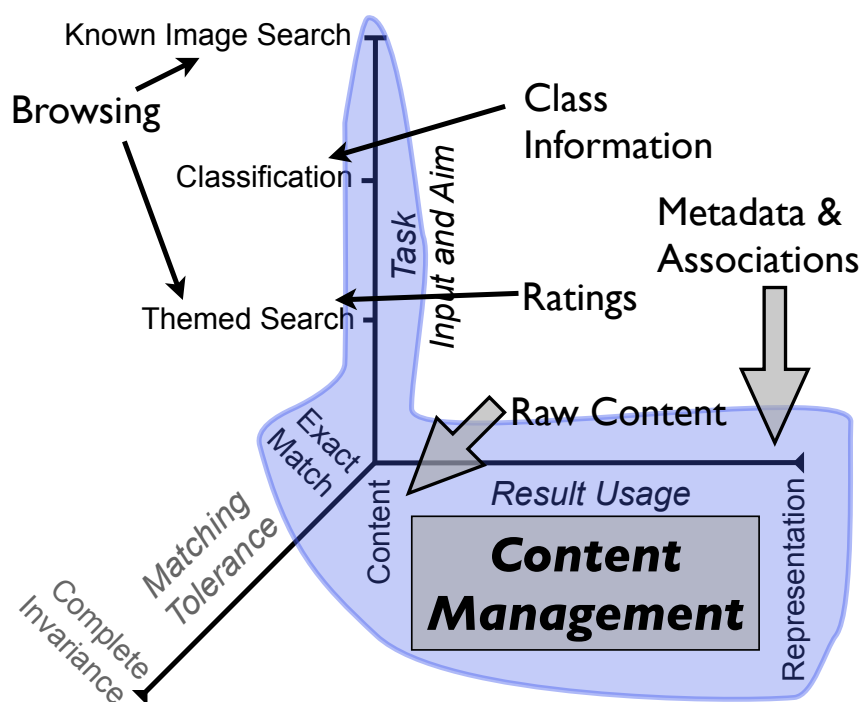 Known Image Search
Browsing
Class
Information
Classification
Task
Input and Aim
Metadata &
Associations
Themed Search
Ratings
Raw Content
Exact
Match
Content
Result Usage
Representation
Matching
Tolerance
Complete
Invariance
Content
Management